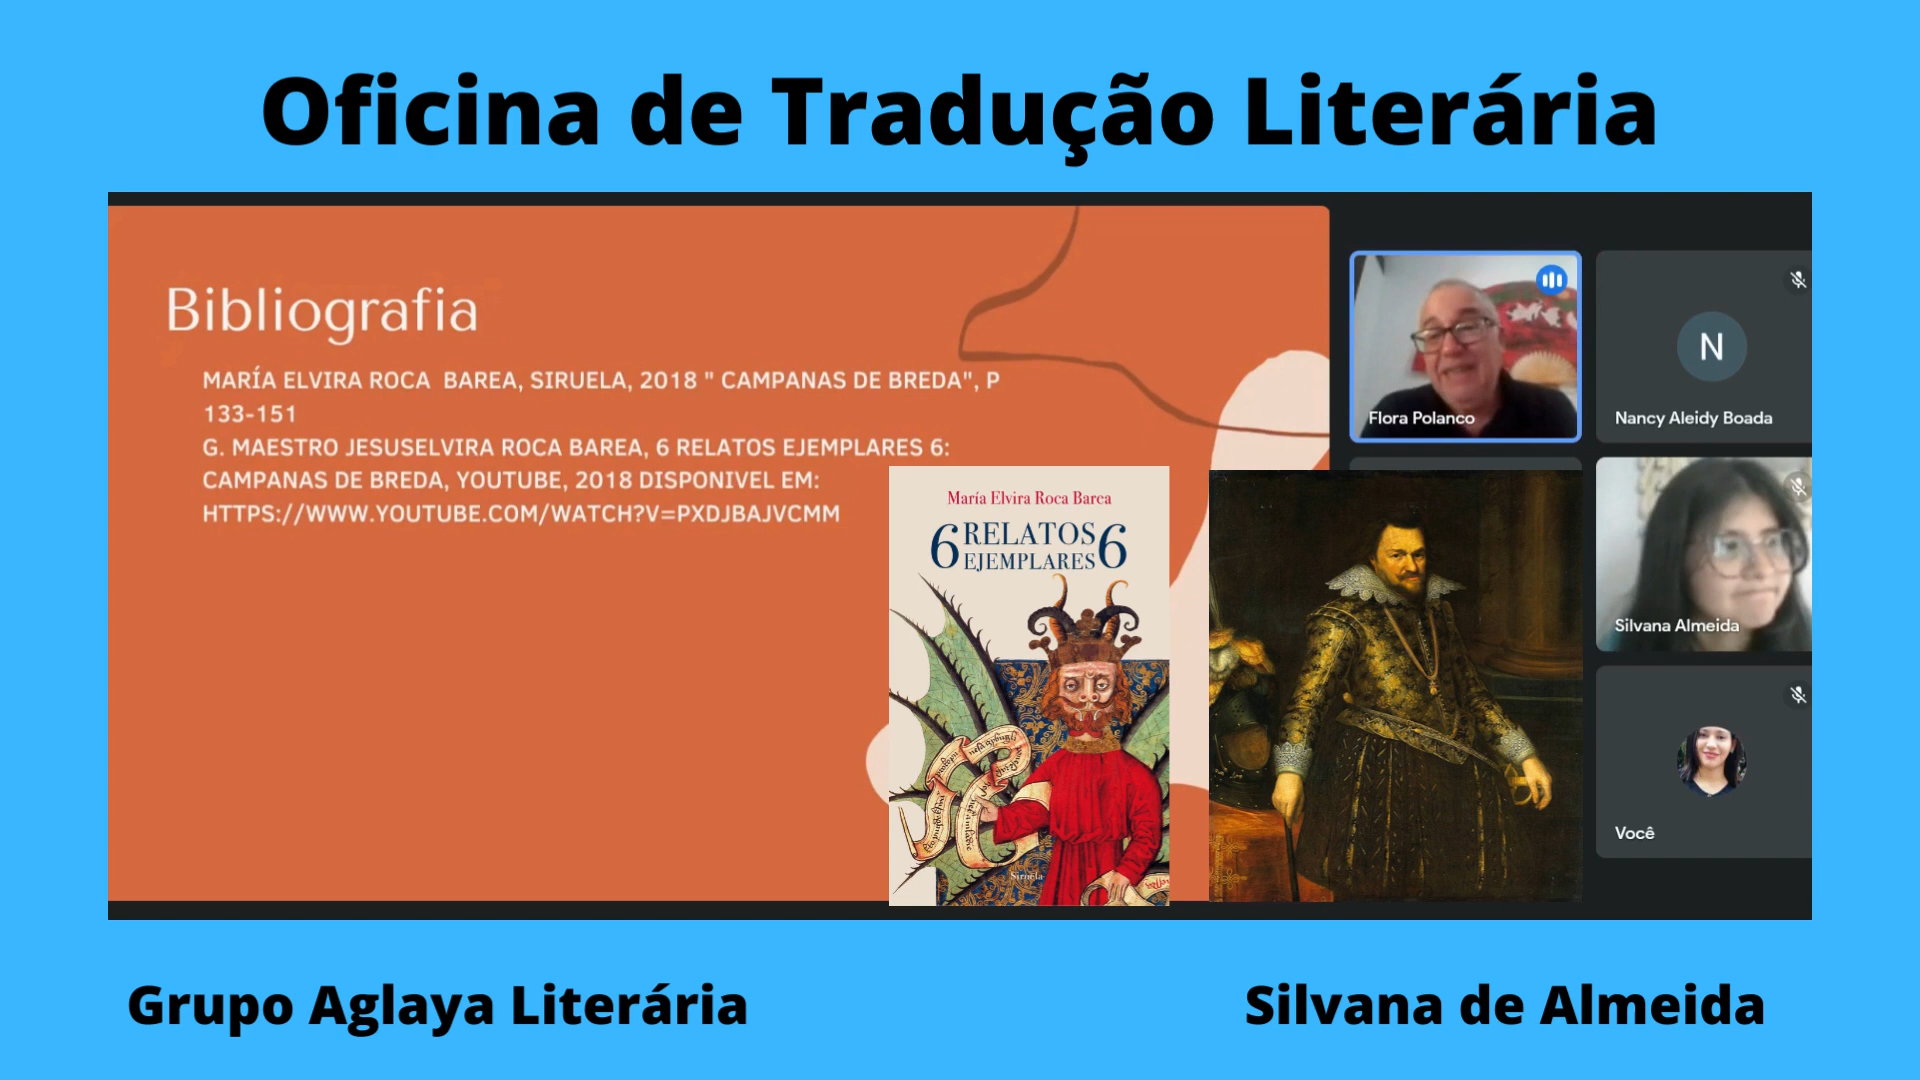 Oficina de Tradução Literária
Bibliografia
MARÍA ELVIRA ROCA BAREA, SIRUELA, 2018 " CAMPANAS DE BREDA", P
133-151
G. MAESTRO JESUSELVIRA ROCA BAREA, 6 RELATOS EJEMPLARES 6:
CAMPANAS DE BREDA, YOUTUBE, 2018 DISPONIVEL EM:
HTTPS://WWW.YOUTUBE.COM/WATCH?V=PXDJBAJVCMM
María Elvira Roca Barea
6 RELATOS 6
EJEMPLARES
Siruela
Flora Polanco
N
Nancy Aleidy Boada
Silvana Almeida
Você
Grupo Aglaya Literária
Silvana de Almeida